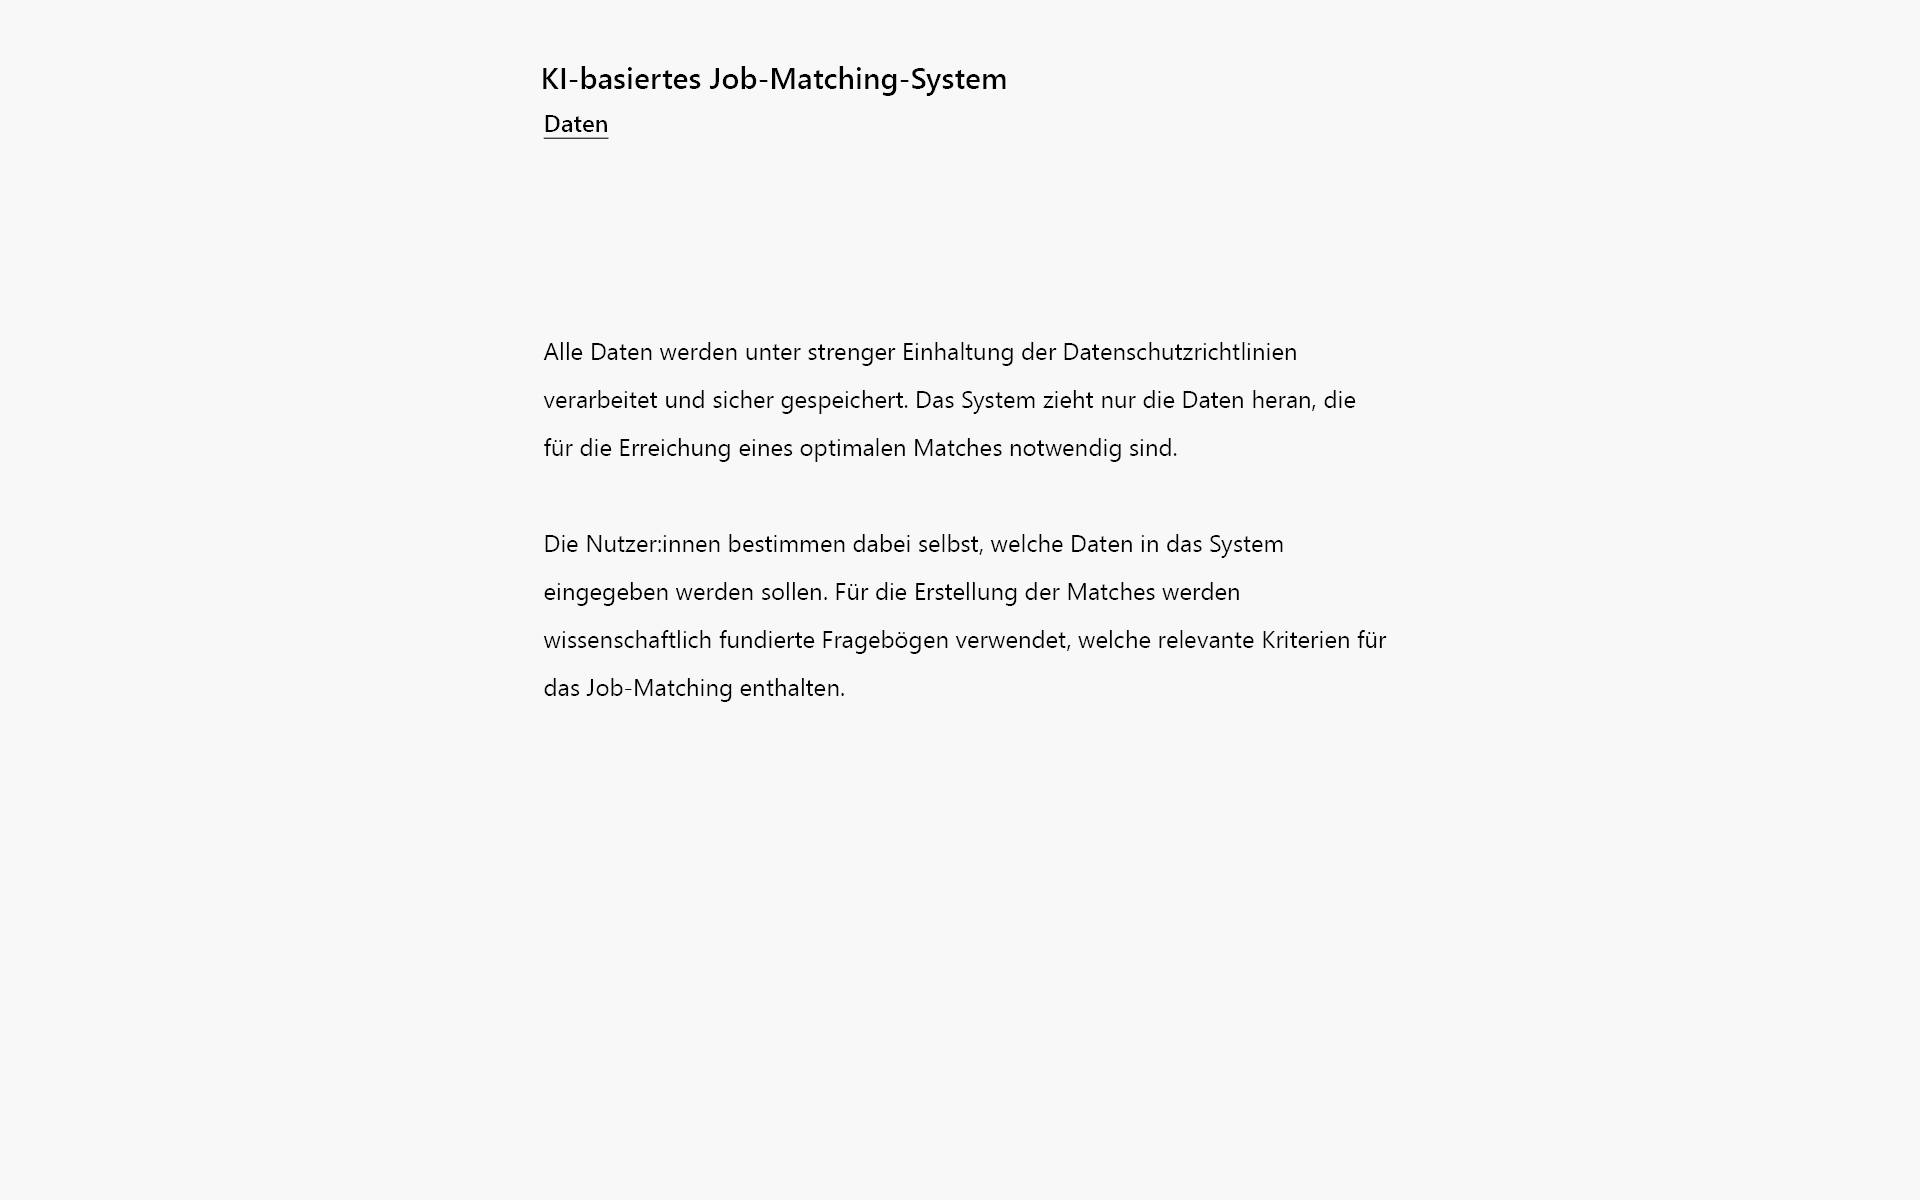 KI-basiertes Job-Matching-System
Daten
Alle Daten werden unter strenger Einhaltung der Datenschutzrichtlinien
verarbeitet und sicher gespeichert. Das System zieht nur die Daten heran, die
für die Erreichung eines optimalen Matches notwendig sind.
Die Nutzer:innen bestimmen dabei selbst, welche Daten in das System
eingegeben werden sollen. Für die Erstellung der Matches werden
wissenschaftlich fundierte Fragebögen verwendet, welche relevante Kriterien für
das Job-Matching enthalten.